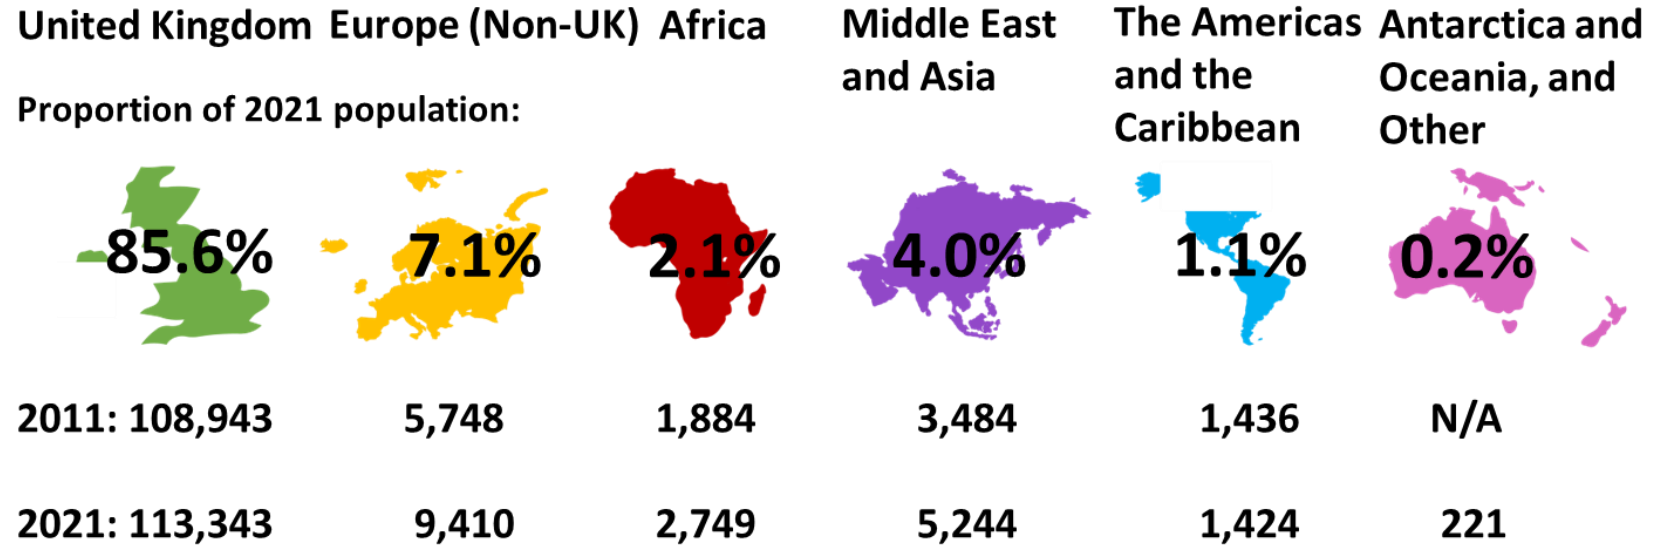 United Kingdom Europe (Non-UK) Africa Middle East The Americas Antarctica and
and Asia and the Oceania, and
Caribbean Other
Proportion of 2021 population:
85.6% 7.1% 2.1% 4.0% 1.1% 0.2%
2011: 108,943 5,748 1,884 3,484 1,436 N/A
2021: 113,343 9,410 2,749 5,244 1,424 221